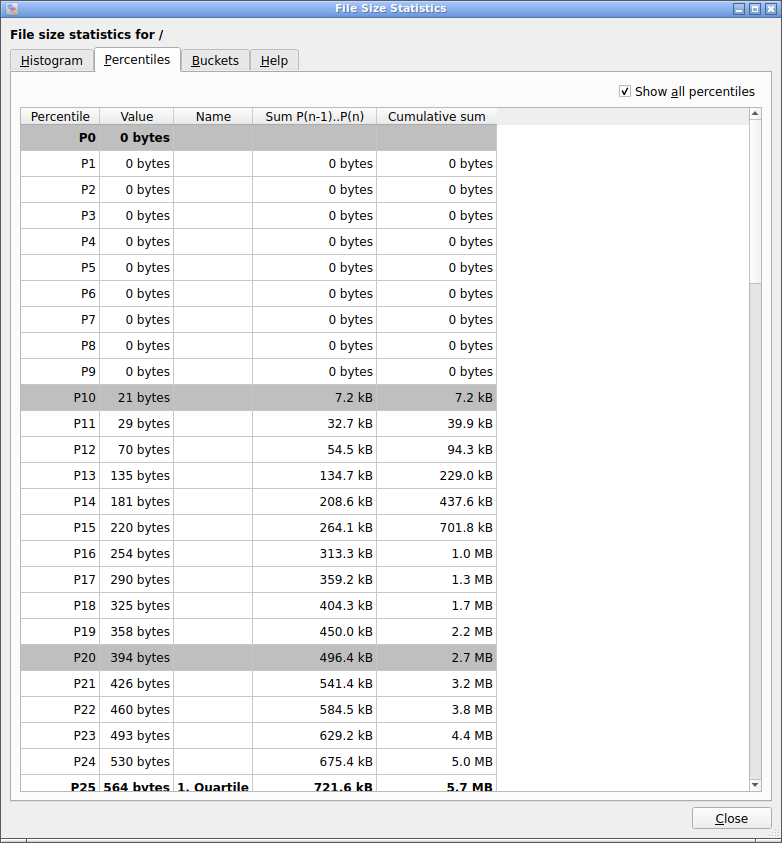 File Size Statistics
File size statistics for /
Histogram Percentiles Buckets Help
Show all percentiles
Percentile Value Name Sum P(n-1)..P(n) Cumulative sum
P0 0 bytes
P1 0 bytes 0 bytes 0 bytes
P2 0 bytes 0 bytes 0 bytes
P3 0 bytes 0 bytes 0 bytes
P4 0 bytes 0 bytes 0 bytes
P5 0 bytes 0 bytes 0 bytes
P6 0 bytes 0 bytes 0 bytes
P7 0 bytes 0 bytes 0 bytes
P8 0 bytes 0 bytes 0 bytes
P9 0 bytes 0 bytes 0 bytes
P10 21 bytes 7.2 kB 7.2 kB
P11 29 bytes 32.7 kB 39.9 kB
P12 70 bytes 54.5 kB 94.3 kB
P13 135 bytes 134.7 kB 229.0 kB
P14 181 bytes 208.6 kB 437.6 kB
P15 220 bytes 264.1 kB 701.8 kB
P16 254 bytes 313.3 kB 1.0 MB
P17 290 bytes 359.2 kB 1.3 MB
P18 325 bytes 404.3 kB 1.7 MB
P19 358 bytes 450.0 kB 2.2 MB
P20 394 bytes 496.4 kB 2.7 MB
P21 426 bytes 541.4 kB 3.2 MB
P22 460 bytes 584.5 kB 3.8 MB
P23 493 bytes 629.2 kB 4.4 MB
P24 530 bytes 675.4 kB 5.0 MB
P25 564 bytes 1. Quartile 721.6 kB 5.7 MB
Close